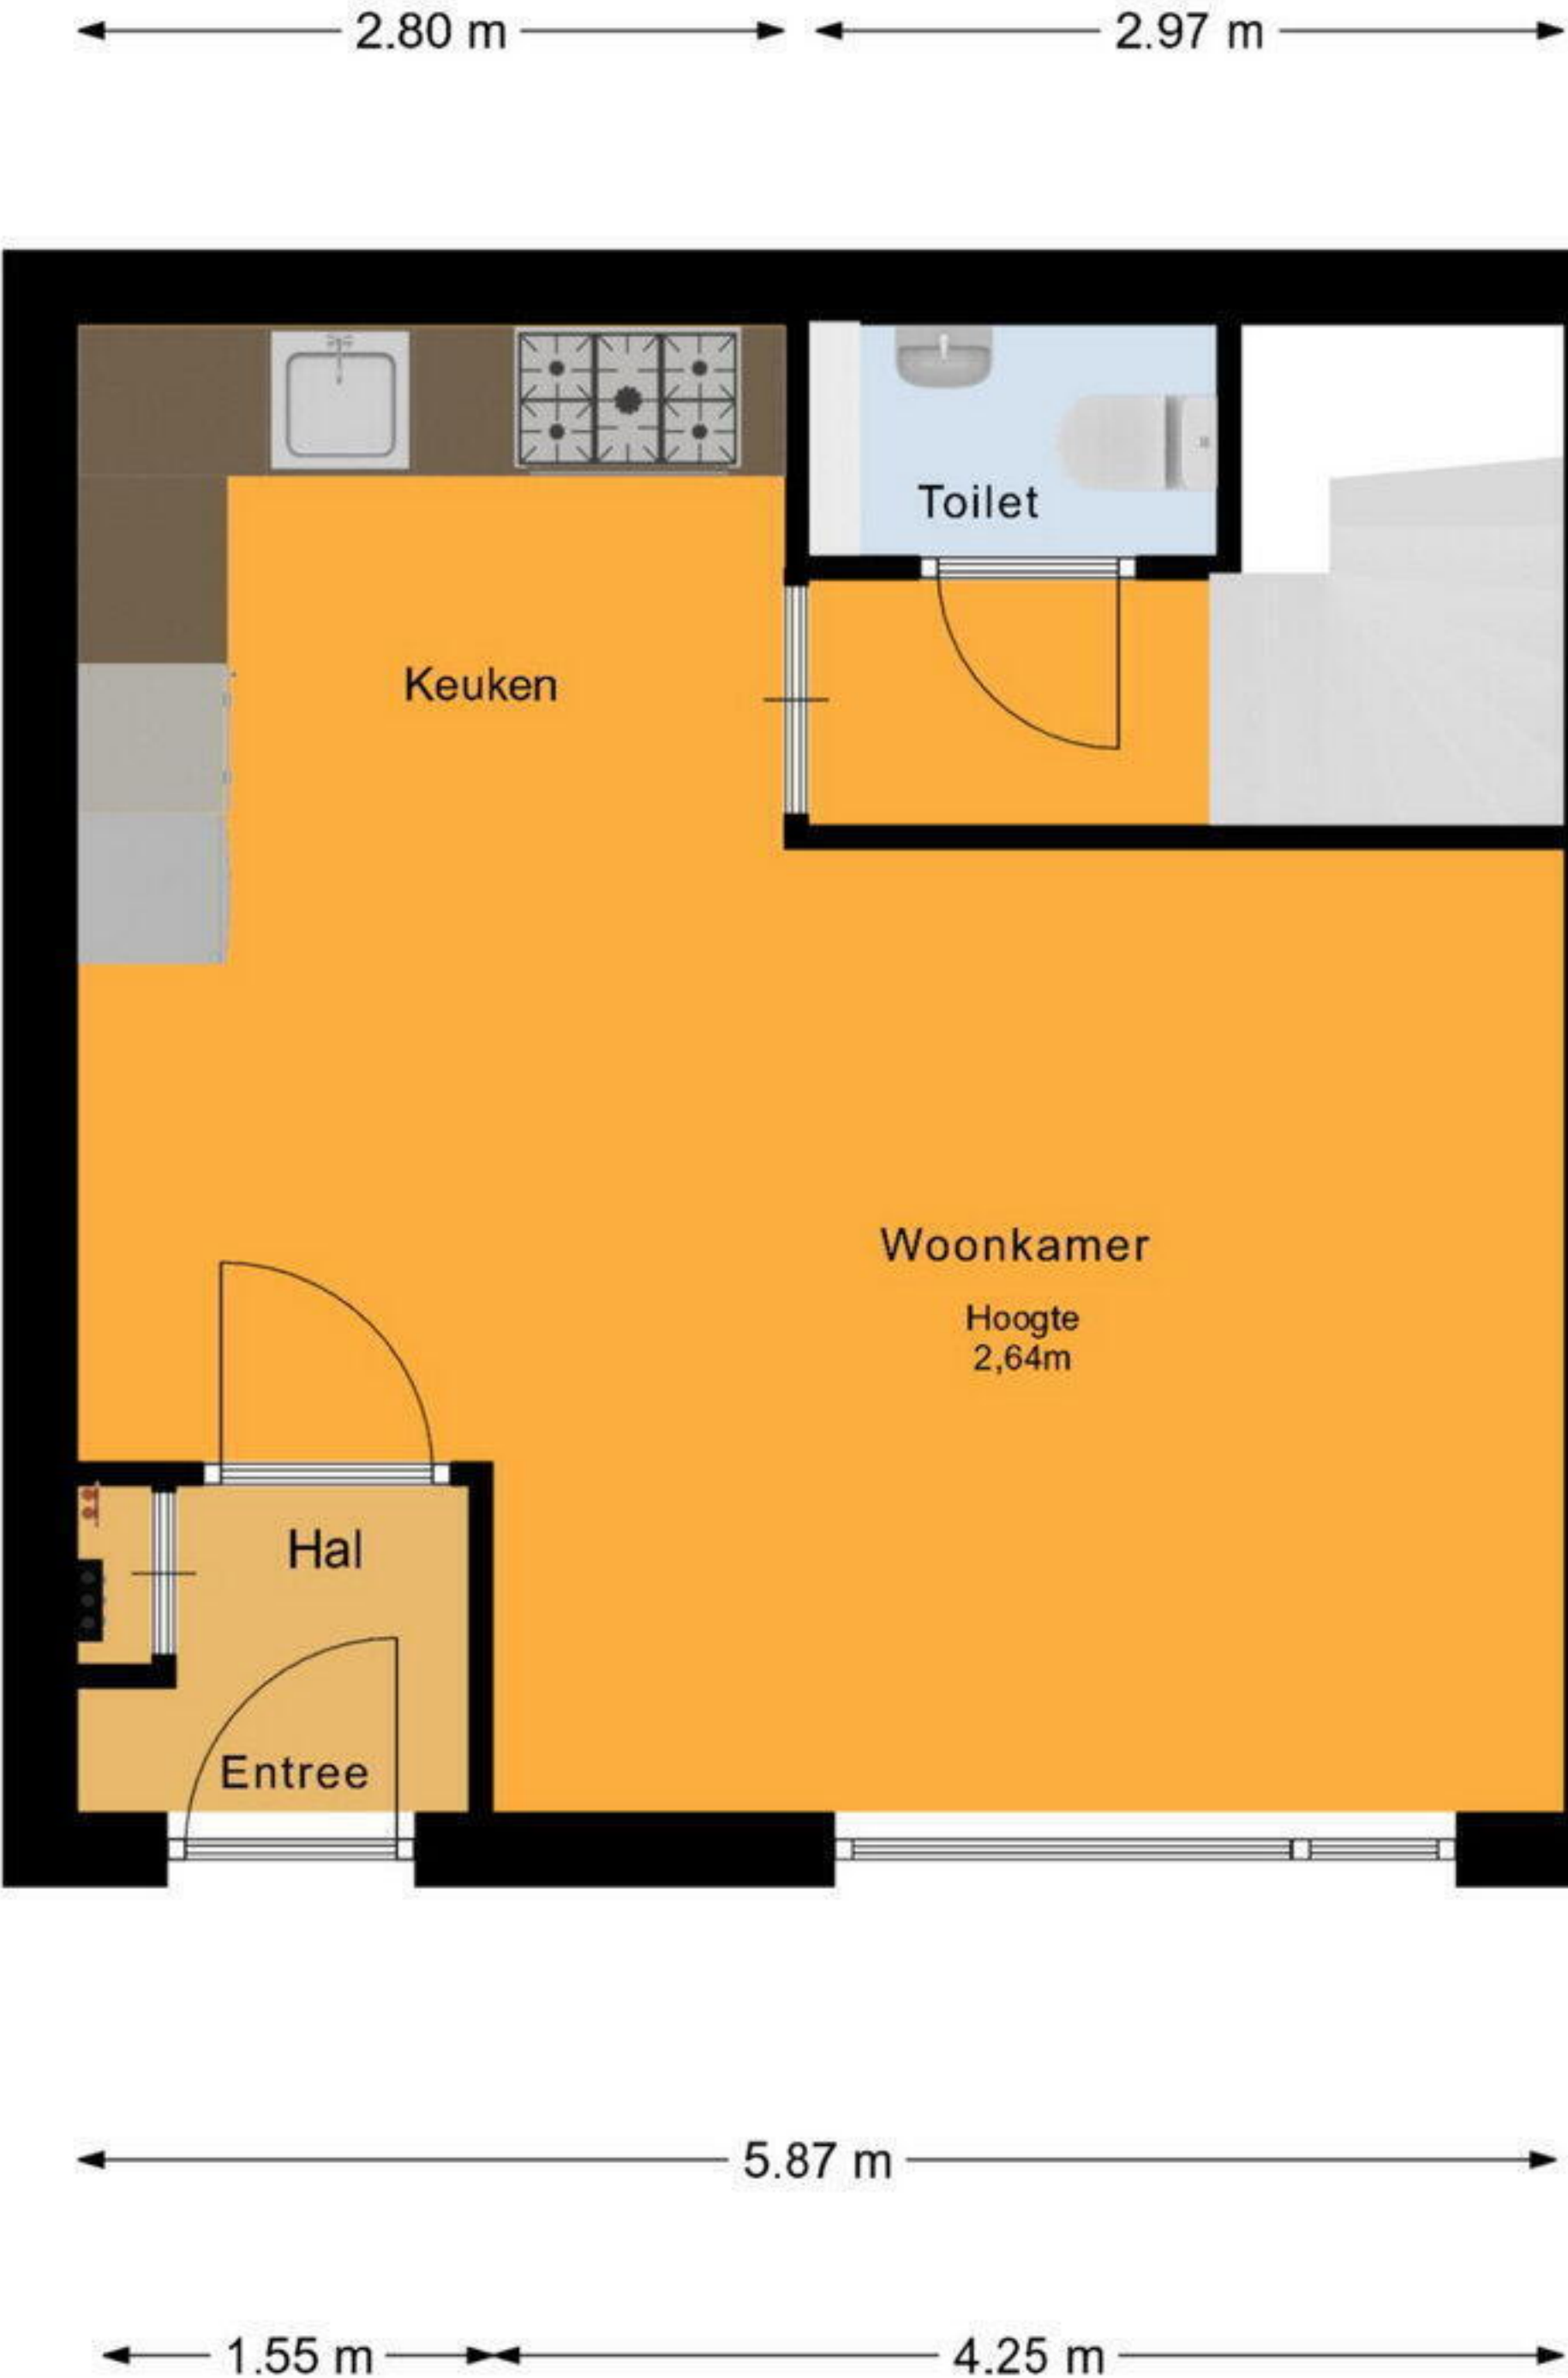 2.80 m
2.97 m
Toilet
Keuken
Woonkamer
Hoogte
2,64m
Hal
Entree
5.87 m
1.55 m
4.25 m